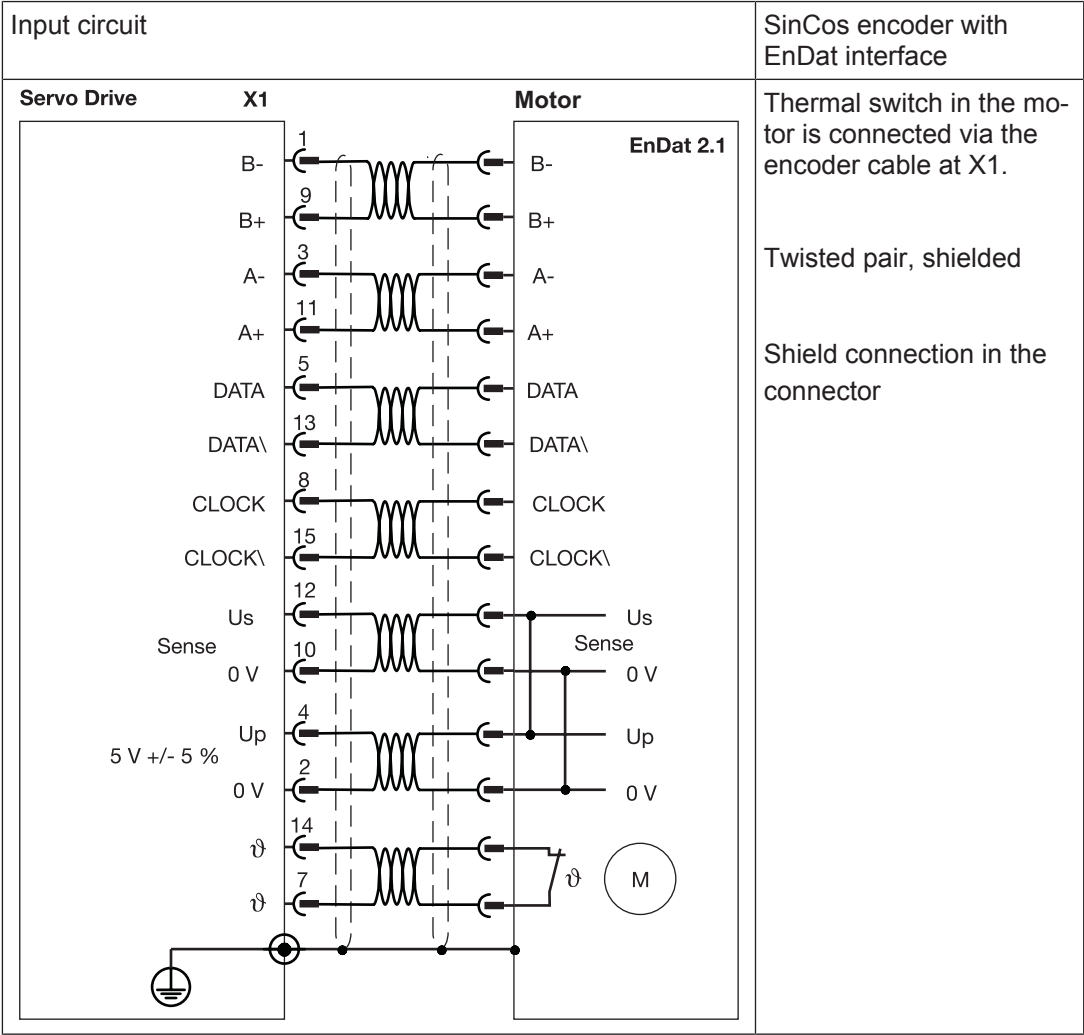 Input circuit
SinCos encoder with
EnDat interface
Servo Drive X1 Motor
EnDat 2.1
B- 1 B-
B+ 9 B+
A- 3 A-
A+ 11 A+
DATA 5 DATA
DATA\ 13 DATA\
CLOCK 8 CLOCK
CLOCK\ 15 CLOCK\
Us 12 Us
Sense Sense
0 V 10 0 V
Up 4 Up
5 V +/- 5 %
0 V 2 0 V
ϑ 14
ϑ M
ϑ 7
Thermal switch in the mo-
tor is connected via the
encoder cable at X1.
Twisted pair, shielded
Shield connection in the
connector